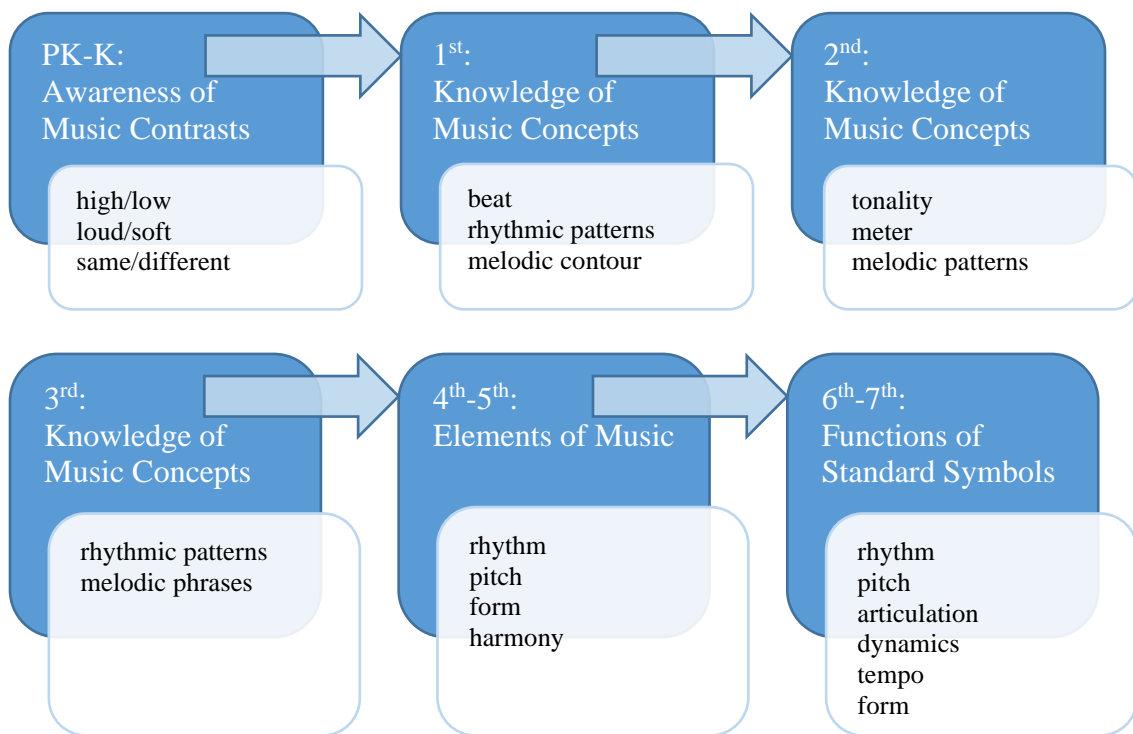 PK-K:
Awareness of
Music Contrasts
high/low
loud/soft
same/different
1st:
Knowledge of
Music Concepts
beat
rhythmic patterns
melodic contour
2nd:
Knowledge of
Music Concepts
tonality
meter
melodic patterns
3rd:
Knowledge of
Music Concepts
rhythmic patterns
melodic phrases
4th-5th:
Elements of Music
rhythm
pitch
form
harmony
6th-7th:
Functions of
Standard Symbols
rhythm
pitch
articulation
dynamics
tempo
form